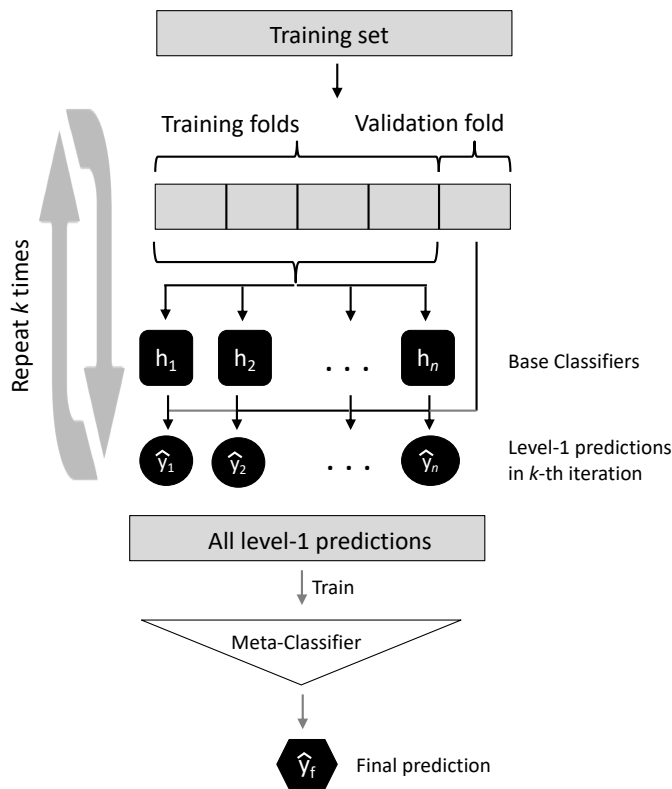 Training set
Training folds
Validation fold
Repeat k times
h1
h2
. . .
hn
Base Classifiers
ŷ1
ŷ2
. . .
ŷn
Level-1 predictions
in k-th iteration
All level-1 predictions
Train
Meta-Classifier
ŷf
Final prediction